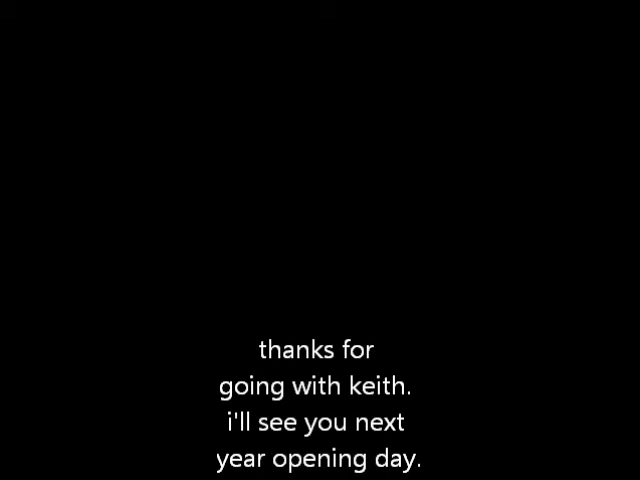 thanks for
going with keith.
i'll see you next
year opening day.